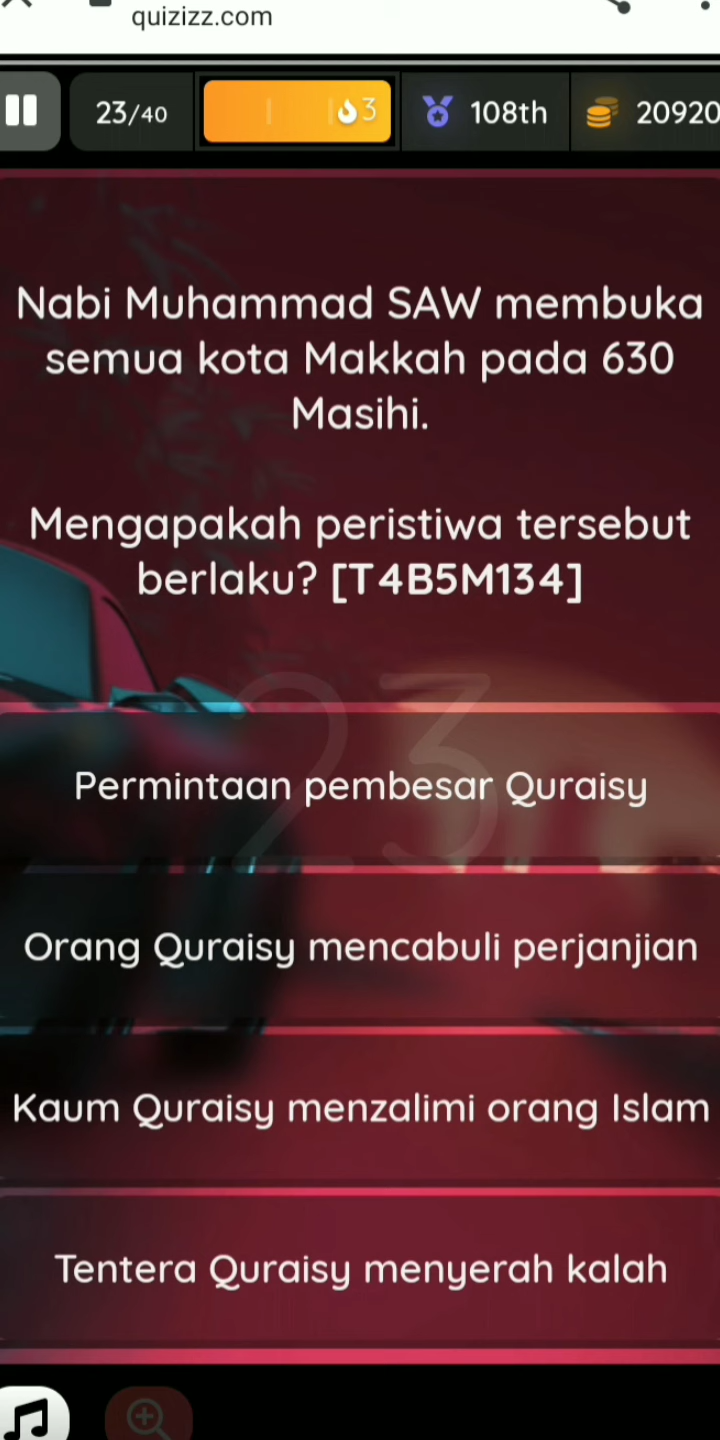 quizizz.com
23/40
3
108th
20920
Nabi Muhammad SAW membuka
semua kota Makkah pada 630
Masihi.
Mengapakah peristiwa tersebut
berlaku? [T4B5M134]
23
Permintaan pembesar Quraisy
Orang Quraisy mencabuli perjanjian
Kaum Quraisy menzalimi orang Islam
Tentera Quraisy menyerah kalah